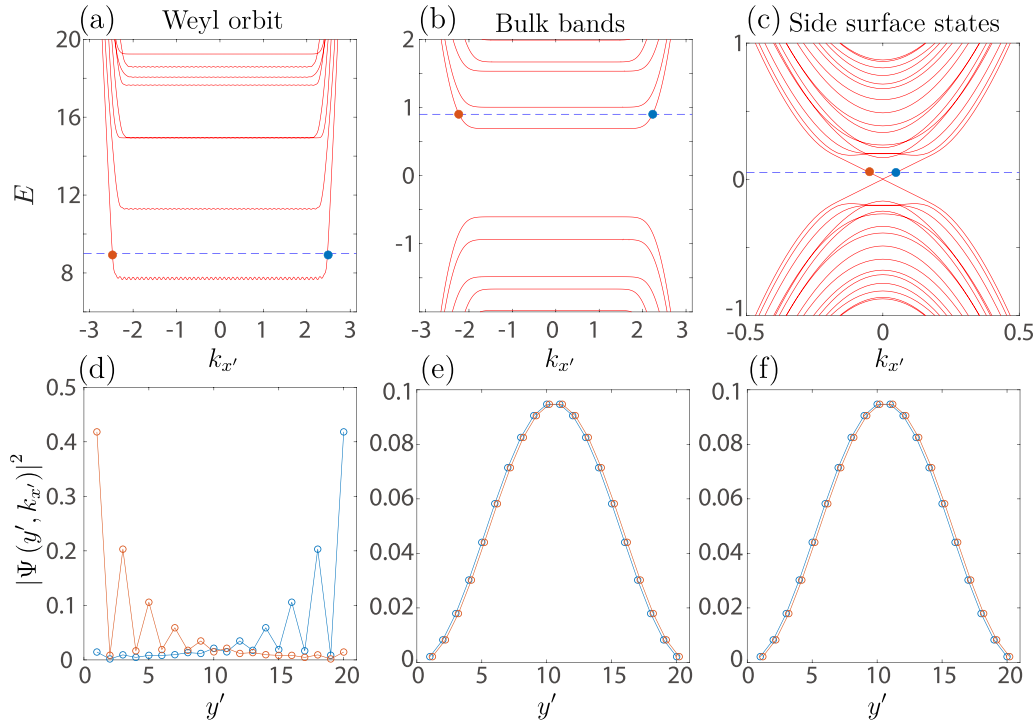 (a) Weyl orbit
(b) Bulk bands
(c) Side surface states
20
16
12
8
E
-3 -2 -1 0 1 2 3
k_{x'}
2
1
0
-1
-3 -2 -1 0 1 2 3
k_{x'}
1
0
-1
-0.5 0 0.5
k_{x'}
(d)
(e)
(f)
0.5
0.4
0.3
0.2
0.1
0
|Ψ (y′, k_{x′})|²
0 5 10 15 20
y′
0.1
0.08
0.06
0.04
0.02
0
0 5 10 15 20
y′
0.1
0.08
0.06
0.04
0.02
0
0 5 10 15 20
y′